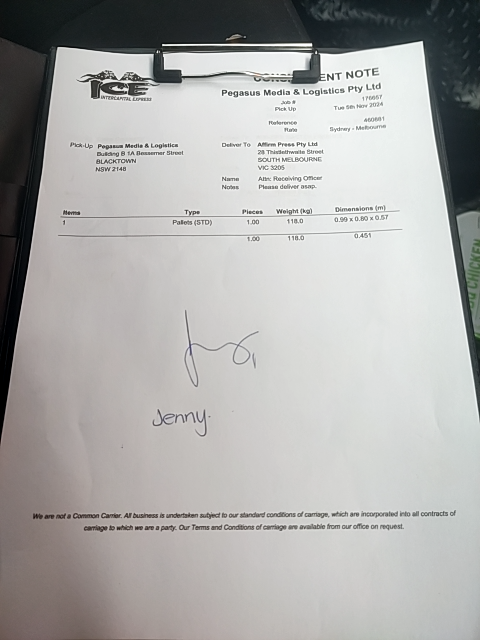 ICE
INTERCAPITAL EXPRESS
ENT NOTE
Pegasus Media & Logistics Pty Ltd
Job # 176667
Pick Up Tue 5th Nov 2024
Reference 460881
Rate Sydney - Melbourne
Pick-Up Pegasus Media & Logistics
Building B 1A Bessemer Street
BLACKTOWN
NSW 2148
Deliver To Affirm Press Pty Ltd
28 Thistlethwaite Street
SOUTH MELBOURNE
VIC 3205
Name Attn: Receiving Officer
Notes Please deliver asap.
Items Type Pieces Weight (kg) Dimensions (m)
1 Pallets (STD) 1.00 118.0 0.99 x 0.80 x 0.57
1.00 118.0 0.451
Jenny.
We are not a Common Carrier. All business is undertaken subject to our standard conditions of carriage, which are incorporated into all contracts of
carriage to which we are a party. Our Terms and Conditions of carriage are available from our office on request.
CHICKEN